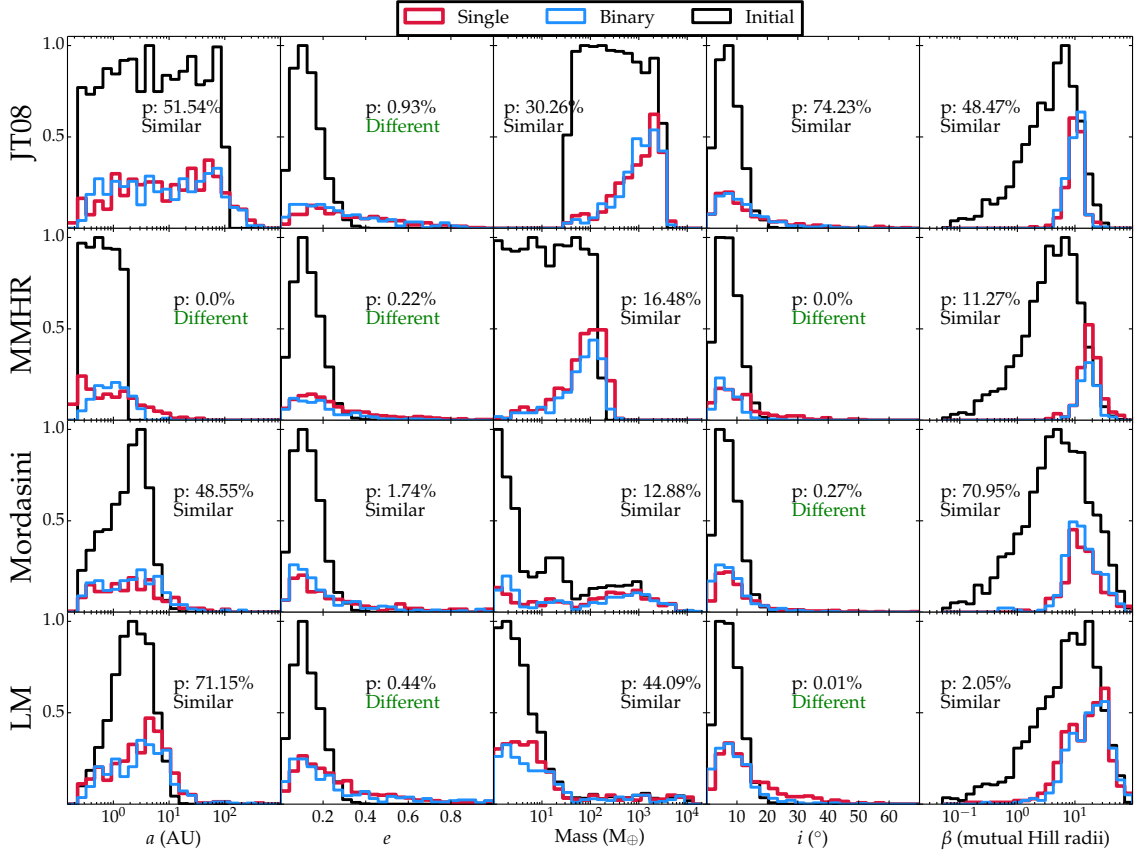 Single Binary Initial
JT08
1.0
0.5
p: 51.54%
Similar
p: 0.93%
Different
p: 30.26%
Similar
p: 74.23%
Similar
p: 48.47%
Similar
MMHR
1.0
0.5
p: 0.0%
Different
p: 0.22%
Different
p: 16.48%
Similar
p: 0.0%
Different
p: 11.27%
Similar
Mordasini
1.0
0.5
p: 48.55%
Similar
p: 1.74%
Similar
p: 12.88%
Similar
p: 0.27%
Different
p: 70.95%
Similar
LM
1.0
0.5
p: 71.15%
Similar
p: 0.44%
Different
p: 44.09%
Similar
p: 0.01%
Different
p: 2.05%
Similar
10⁰ 10¹ 10²
a (AU)
0.2 0.4 0.6 0.8
e
10¹ 10² 10³ 10⁴
Mass (M⊕)
10 20 30 40 50 60
i (°)
10⁻¹ 10⁰ 10¹
β (mutual Hill radii)